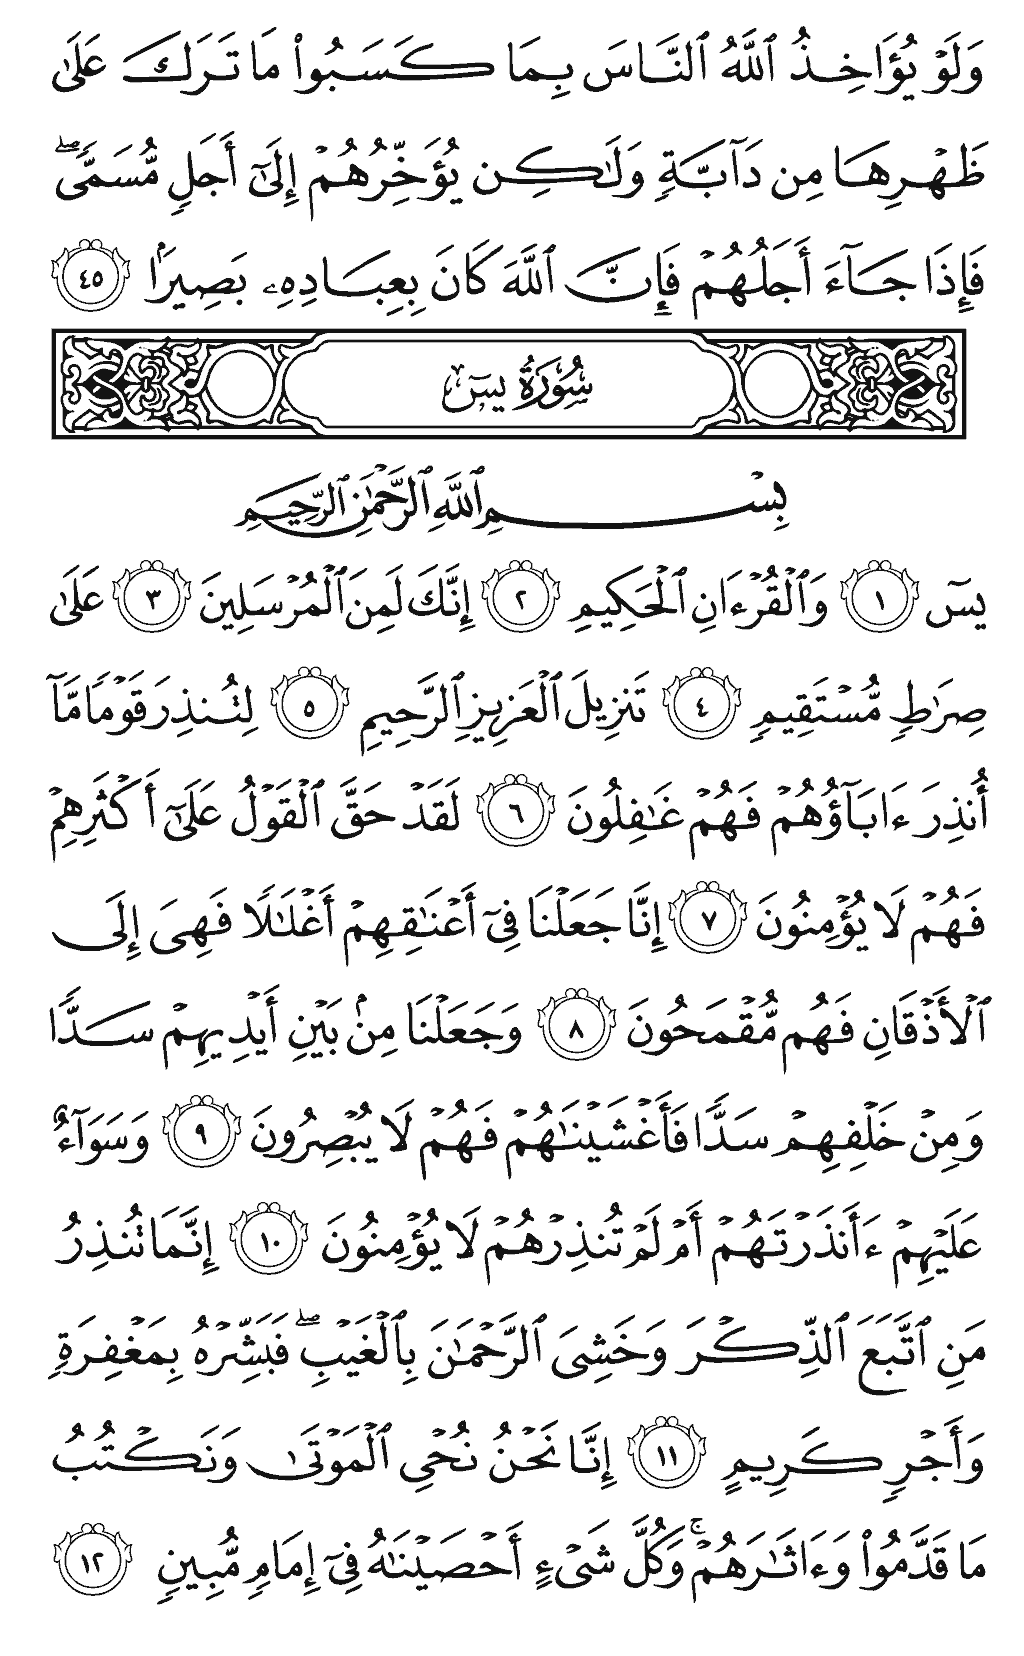 وَلَوۡ يُؤَاخِذُ ٱللَّهُ ٱلنَّاسَ بِمَا كَسَبُواْ مَا تَرَكَ عَلَىٰ
ظَهۡرِهَا مِن دَآبَّةٖ وَلَٰكِن يُؤَخِّرُهُمۡ إِلَىٰٓ أَجَلٖ مُّسَمّٗىۖ
فَإِذَا جَآءَ أَجَلُهُمۡ فَإِنَّ ٱللَّهَ كَانَ بِعِبَادِهِۦ بَصِيرَۢا ٤٥
سُورَةُ يسٓ
بِسۡمِ ٱللَّهِ ٱلرَّحۡمَٰنِ ٱلرَّحِيمِ
يسٓ ١ وَٱلۡقُرۡءَانِ ٱلۡحَكِيمِ ٢ إِنَّكَ لَمِنَ ٱلۡمُرۡسَلِينَ ٣ عَلَىٰ
صِرَٰطٖ مُّسۡتَقِيمٖ ٤ تَنزِيلَ ٱلۡعَزِيزِ ٱلرَّحِيمِ ٥ لِتُنذِرَ قَوۡمٗا مَّآ
أُنذِرَ ءَابَآؤُهُمۡ فَهُمۡ غَٰفِلُونَ ٦ لَقَدۡ حَقَّ ٱلۡقَوۡلُ عَلَىٰٓ أَكۡثَرِهِمۡ
فَهُمۡ لَا يُؤۡمِنُونَ ٧ إِنَّا جَعَلۡنَا فِيٓ أَعۡنَٰقِهِمۡ أَغۡلَٰلٗا فَهِيَ إِلَى
ٱلۡأَذۡقَانِ فَهُم مُّقۡمَحُونَ ٨ وَجَعَلۡنَا مِنۢ بَيۡنِ أَيۡدِيهِمۡ سَدّٗا
وَمِنۡ خَلۡفِهِمۡ سَدّٗا فَأَغۡشَيۡنَٰهُمۡ فَهُمۡ لَا يُبۡصِرُونَ ٩ وَسَوَآءٌ
عَلَيۡهِمۡ ءَأَنذَرۡتَهُمۡ أَمۡ لَمۡ تُنذِرۡهُمۡ لَا يُؤۡمِنُونَ ١٠ إِنَّمَا تُنذِرُ
مَنِ ٱتَّبَعَ ٱلذِّكۡرَ وَخَشِيَ ٱلرَّحۡمَٰنَ بِٱلۡغَيۡبِۖ فَبَشِّرۡهُ بِمَغۡفِرَةٖ
وَأَجۡرٖ كَرِيمٍ ١١ إِنَّا نَحۡنُ نُحۡيِ ٱلۡمَوۡتَىٰ وَنَكۡتُبُ
مَا قَدَّمُواْ وَءَاثَٰرَهُمۡۚ وَكُلَّ شَيۡءٍ أَحۡصَيۡنَٰهُ فِيٓ إِمَامٖ مُّبِينٖ ١٢